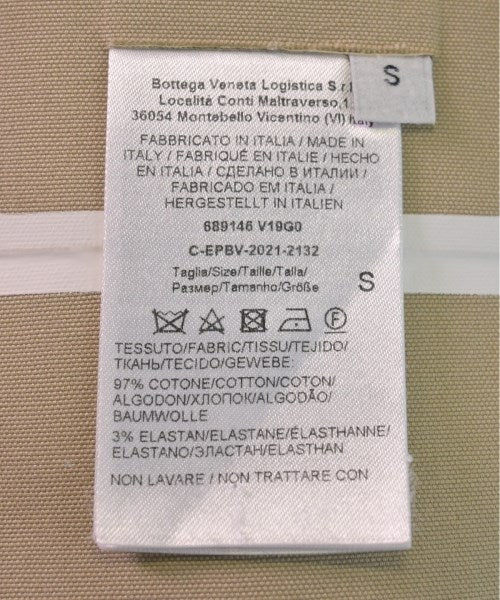 S
Bottega Veneta Logistica S.r.
Località Conti Maltraverso,1
36054 Montebello Vicentino (VI) Italy
FABBRICATO IN ITALIA / MADE IN
ITALY / FABRIQUÉ EN ITALIE / HECHO
EN ITALIA / СДЕЛАНО В ИТАЛИИ /
FABRICADO EM ITALIA /
HERGESTELLT IN ITALIEN
689146 V19G0
C-EPBV-2021-2132
Taglia/Size/Taille/Talla/
Размер/Tamanho/Größe S
TESSUTO/FABRIC/TISSU/TEJIDO/
ТКАНЬ/TECIDO/GEWEBE:
97% COTONE/COTTON/COTON/
ALGODON/ХЛОПОК/ALGODÃO/
BAUMWOLLE
3% ELASTAN/ELASTANE/ÉLASTHANNE/
ELASTANO/ЭЛАСТАН/ELASTHAN
NON LAVARE / NON TRATTARE CON